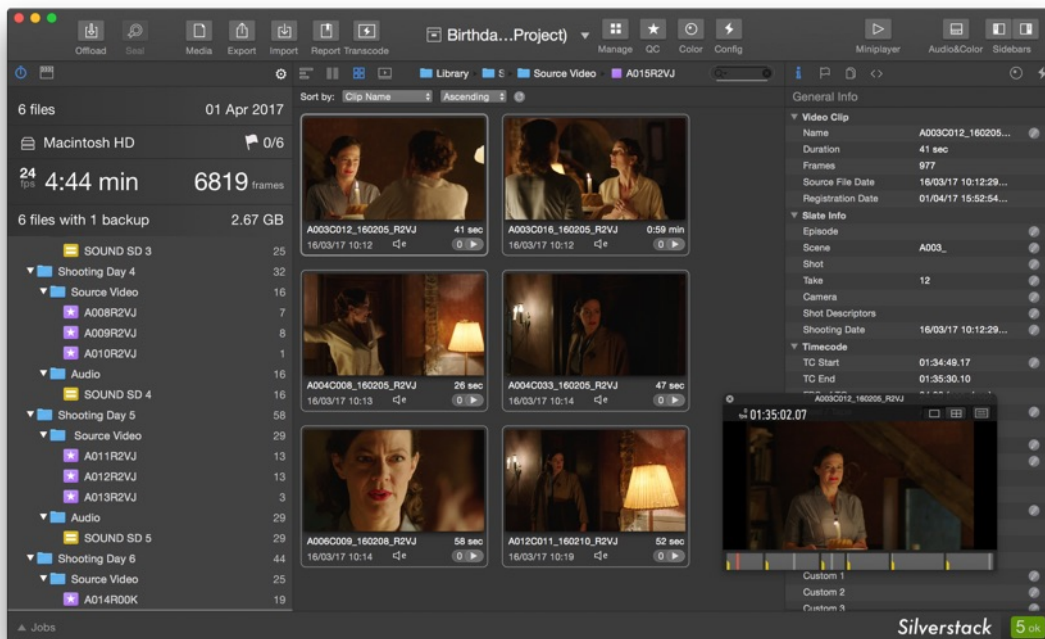 Offload
Seal
Media
Export
Import
Report
Transcode
Birthda...Project)
Manage
QC
Color
Config
Miniplayer
Audio&Color
Sidebars
Library
S
Source Video
A015R2VJ
General Info
Sort by:
Clip Name
Ascending
6 files
01 Apr 2017
Macintosh HD
0/6
24 fps
4:44 min
6819 frames
6 files with 1 backup
2.67 GB
SOUND SD 3 25
Shooting Day 4 32
Source Video 16
A008R2VJ 7
A009R2VJ 8
A010R2VJ 1
Audio 16
SOUND SD 4 16
Shooting Day 5 58
Source Video 29
A011R2VJ 13
A012R2VJ 13
A013R2VJ 3
Audio 29
SOUND SD 5 29
Shooting Day 6 44
Source Video 25
A014R00K 19
A003C012_160205_R2VJ 41 sec
16/03/17 10:12 0
A003C016_160205_R2VJ 0:59 min
16/03/17 10:12 0
A004C008_160205_R2VJ 26 sec
16/03/17 10:13 0
A004C033_160205_R2VJ 47 sec
16/03/17 10:14 0
A006C009_160208_R2VJ 58 sec
16/03/17 10:14 0
A012C011_160210_R2VJ 52 sec
16/03/17 10:19 0
Video Clip
Name A003C012_160205...
Duration 41 sec
Frames 977
Source File Date 16/03/17 10:12:29...
Registration Date 01/04/17 15:52:54...
Slate Info
Episode
Scene A003_
Shot
Take 12
Camera
Shot Descriptors
Shooting Date 16/03/17 10:12:29...
Timecode
TC Start 01:34:49.17
TC End 01:35:30.10
A003C012_160205_R2VJ
01:35:02.07
Custom 1
Custom 2
Custom 3
Jobs
Silverstack
5 ok